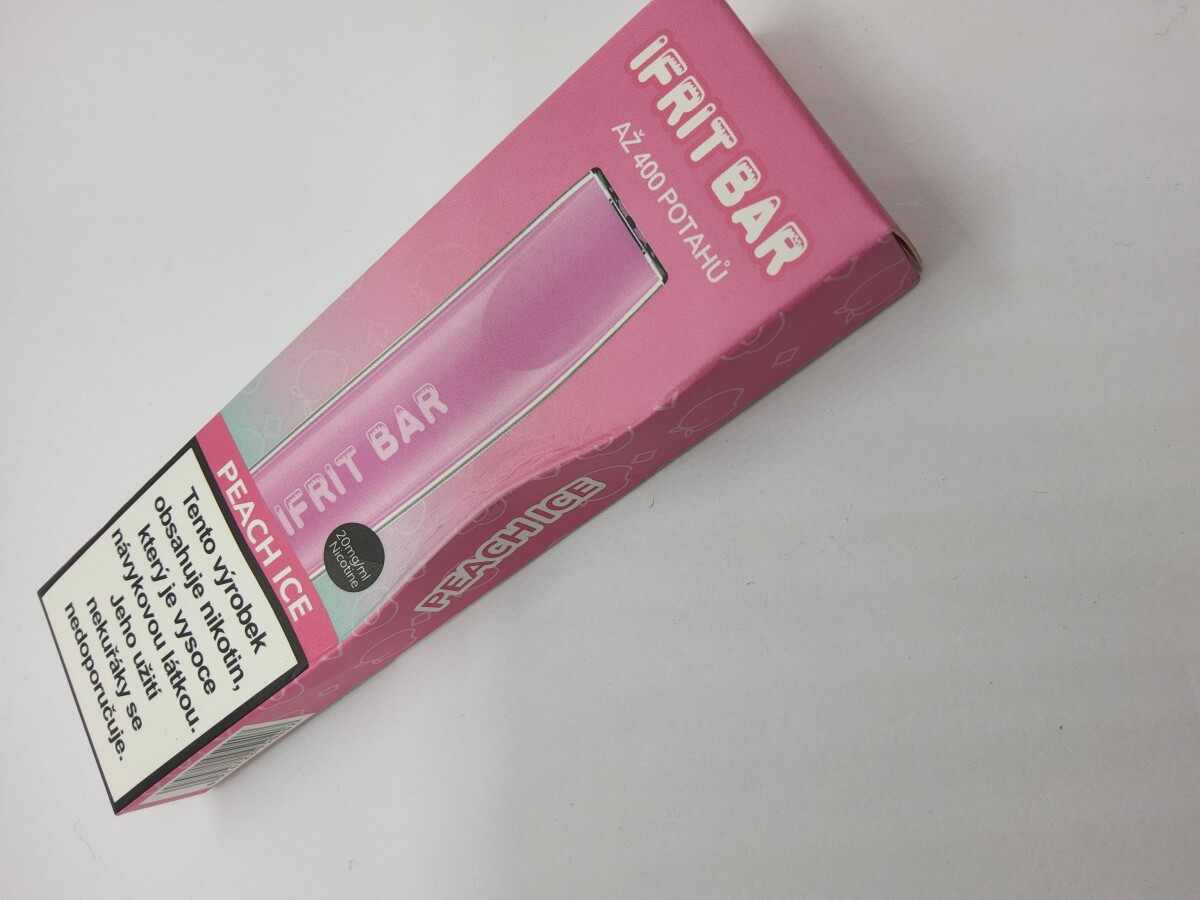 IFRIT BAR
AŽ 400 POTAHŮ
IFRIT BAR
20mg/ml
Nicotine
PEACH ICE
Tento výrobek
obsahuje nikotin,
který je vysoce
návykovou látkou.
Jeho užití
nekuřáky se
nedoporučuje.
PEACH ICE